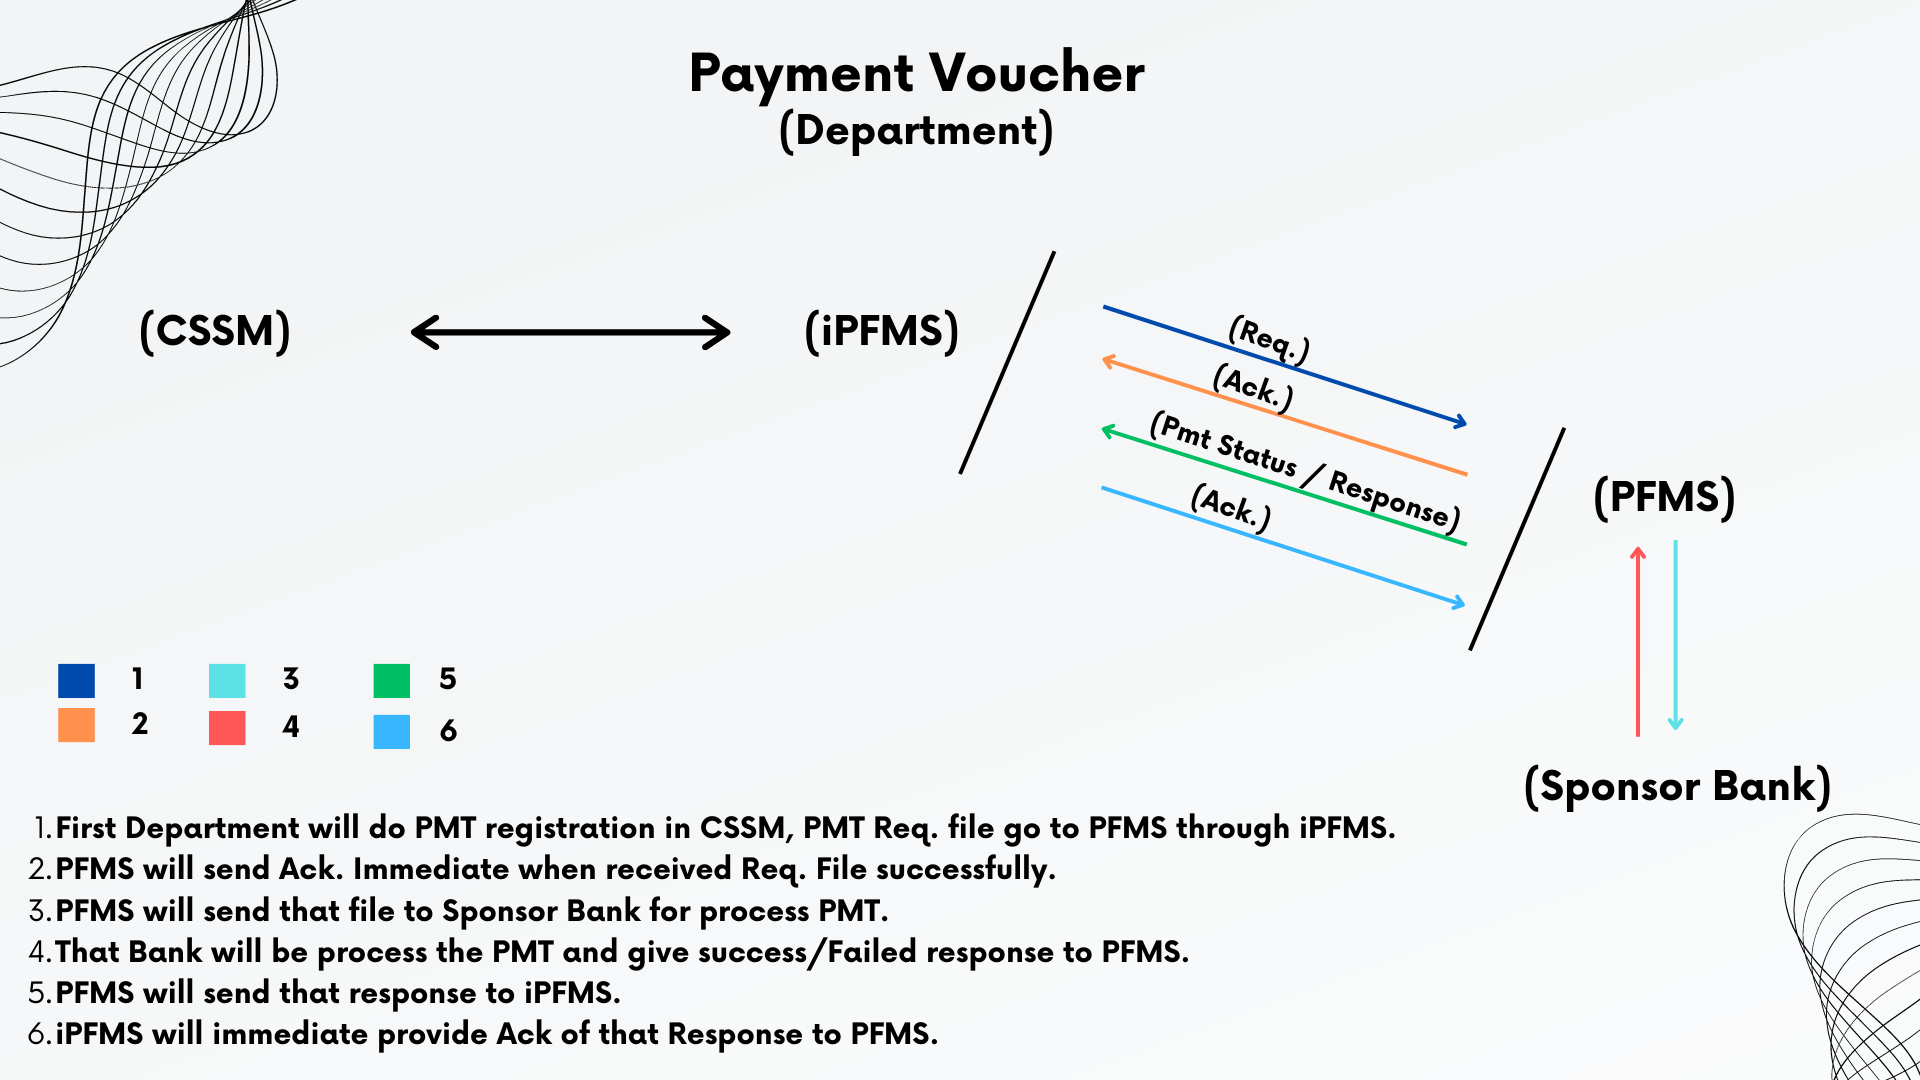 Payment Voucher
(Department)
(CSSM)
(iPFMS)
(Req.)
(Ack.)
(Pmt Status / Response)
(Ack.)
(PFMS)
(Sponsor Bank)
1 3 5
2 4 6
1. First Department will do PMT registration in CSSM, PMT Req. file go to PFMS through iPFMS.
2. PFMS will send Ack. Immediate when received Req. File successfully.
3. PFMS will send that file to Sponsor Bank for process PMT.
4. That Bank will be process the PMT and give success/Failed response to PFMS.
5. PFMS will send that response to iPFMS.
6. iPFMS will immediate provide Ack of that Response to PFMS.